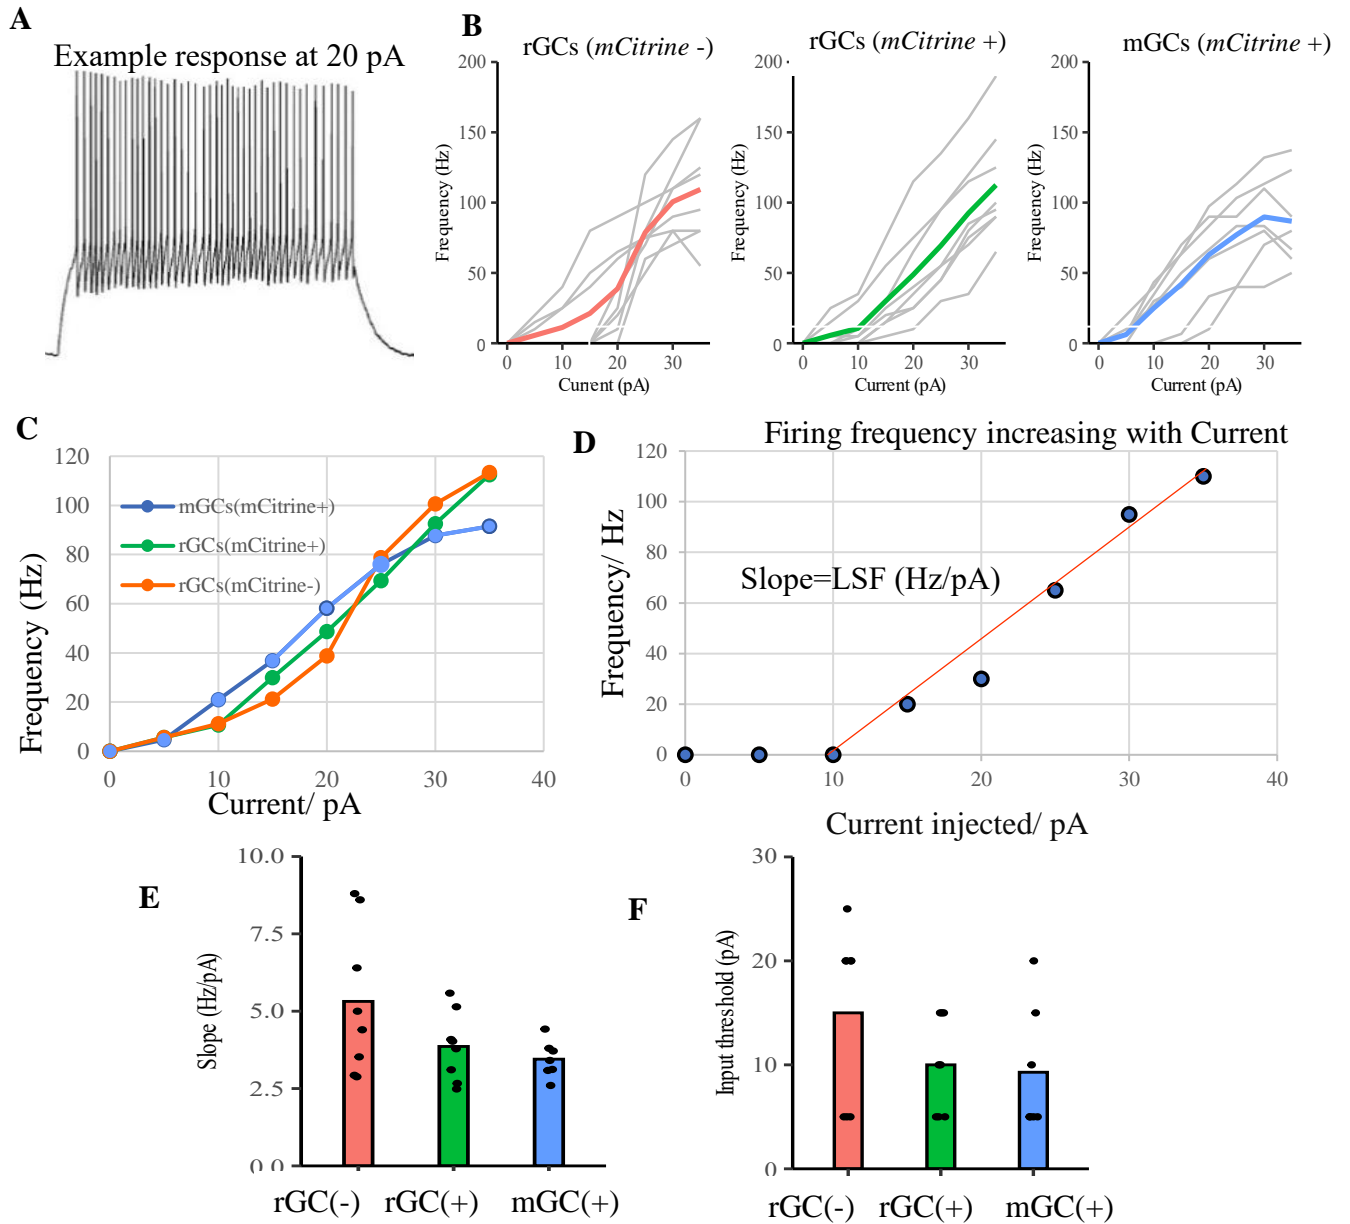 A
Example response at 20 pA
B
rGCs (mCitrine -)
rGCs (mCitrine +)
mGCs (mCitrine +)
200
150
100
50
0
Frequency (Hz)
0 10 20 30
Current (pA)
200
150
100
50
0
Frequency (Hz)
0 10 20 30
Current (pA)
200
150
100
50
0
Frequency (Hz)
0 10 20 30
Current (pA)
C
120
100
80
60
40
20
0
Frequency (Hz)
mGCs(mCitrine+)
rGCs(mCitrine+)
rGCs(mCitrine-)
0 10 20 30 40
Current/ pA
D
Firing frequency increasing with Current
120
100
80
60
40
20
0
Frequency/ Hz
Slope=LSF (Hz/pA)
0 10 20 30 40
Current injected/ pA
E
10.0
7.5
5.0
2.5
0.0
Slope (Hz/pA)
rGC(-) rGC(+) mGC(+)
F
30
20
10
0
Input threshold (pA)
rGC(-) rGC(+) mGC(+)